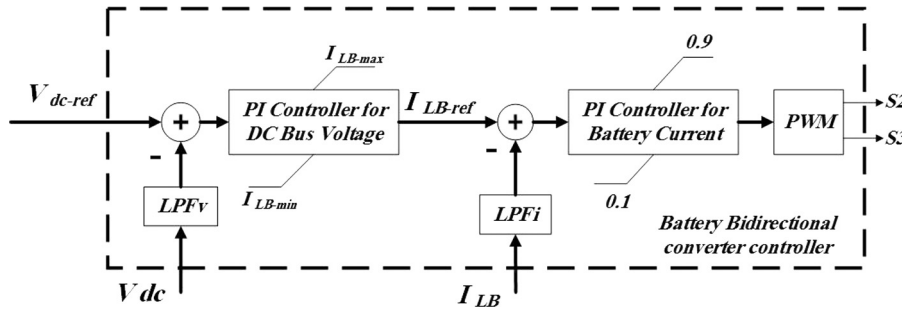 I LB-max
0.9
V dc-ref
PI Controller for
DC Bus Voltage
I LB-ref
PI Controller for
Battery Current
PWM
S2
S3
+
+
-
-
I LB-min
0.1
LPFv
LPFi
Battery Bidirectional
converter controller
Vdc
I LB